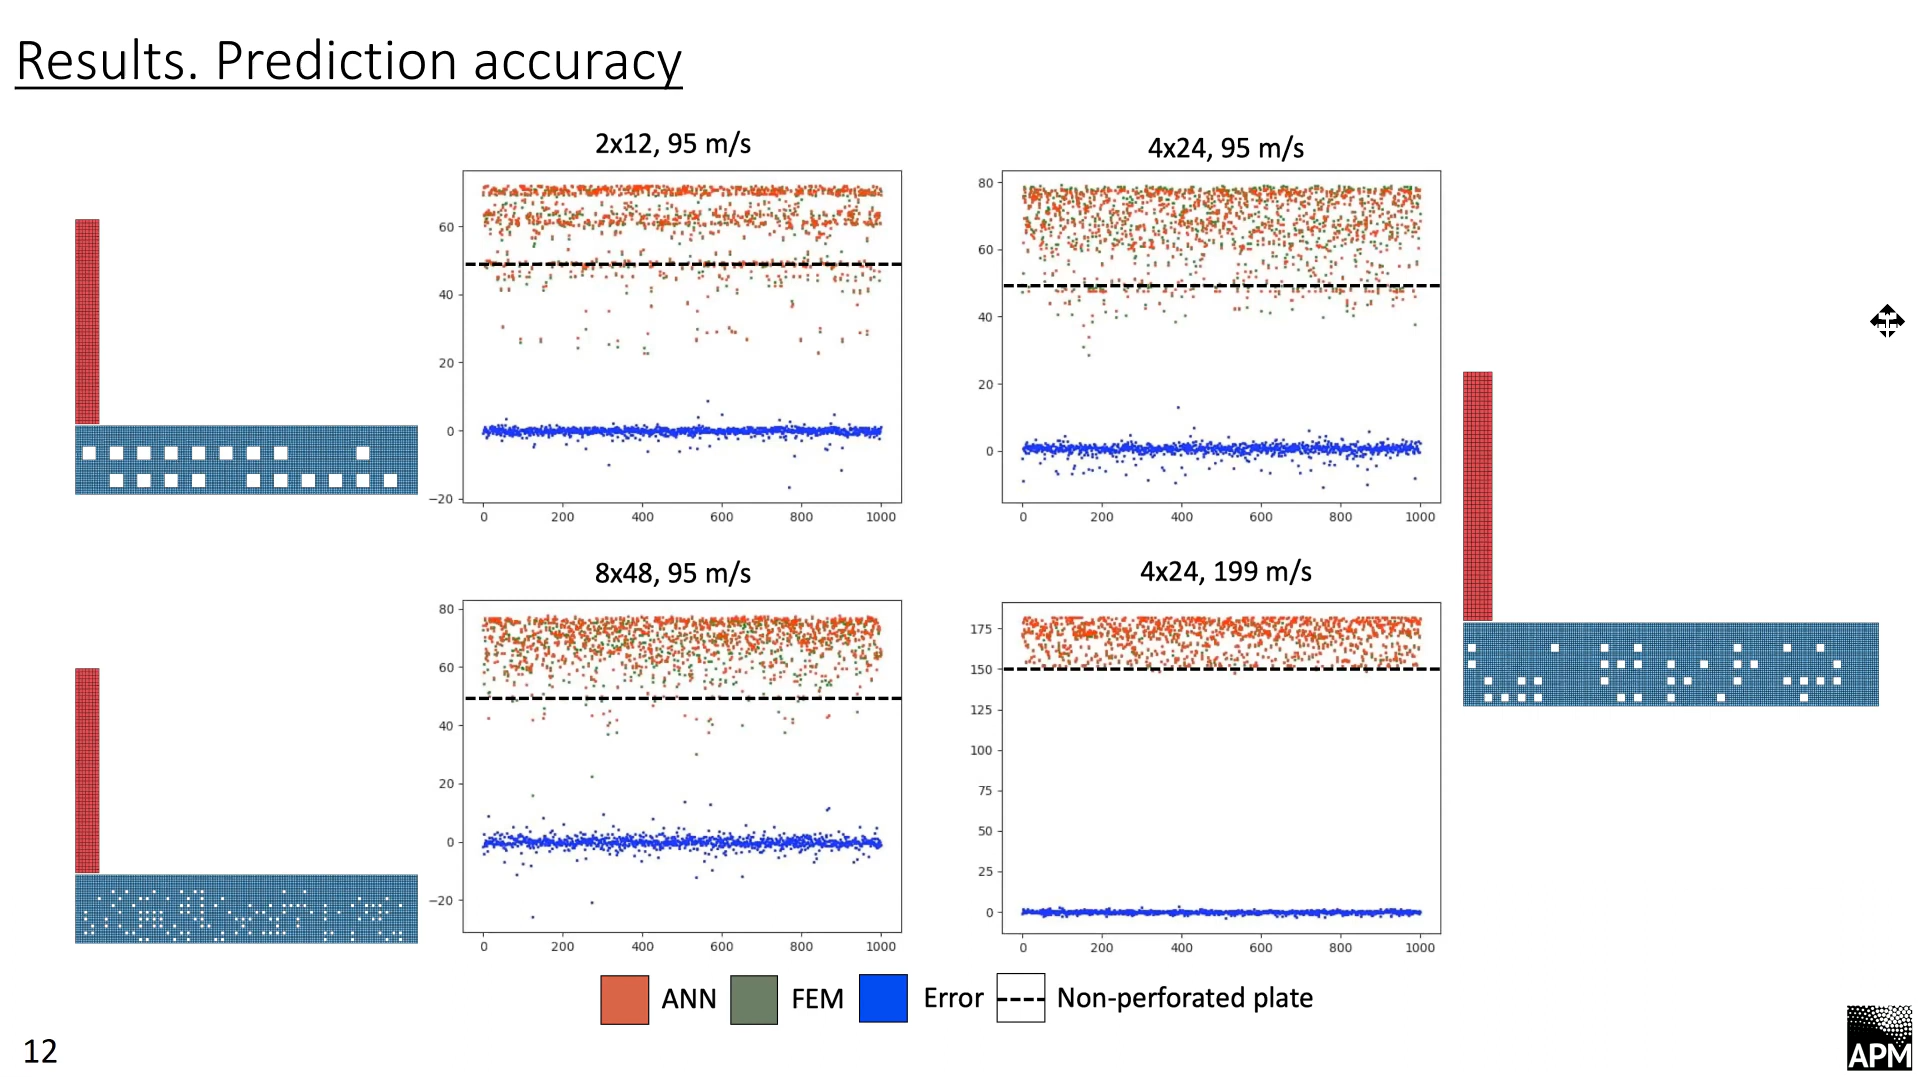 Results. Prediction accuracy
2x12, 95 m/s
60
40
20
0
−20
0 200 400 600 800 1000
4x24, 95 m/s
80
60
40
20
0
0 200 400 600 800 1000
8x48, 95 m/s
80
60
40
20
0
−20
0 200 400 600 800 1000
4x24, 199 m/s
175
150
125
100
75
50
25
0
0 200 400 600 800 1000
ANN FEM Error Non-perforated plate
12
APM